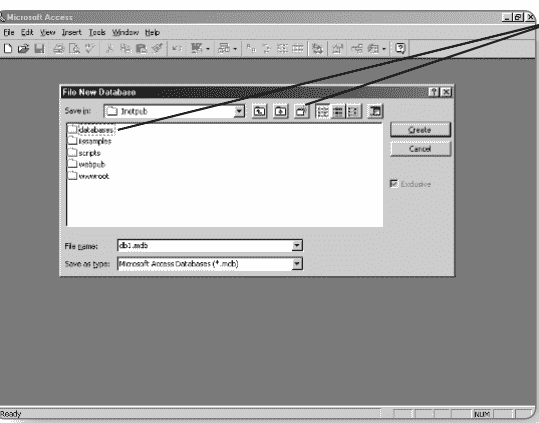 Microsoft Access
File Edit View Insert Tools Window Help
File New Database
Save in: Inetpub
databases
iissamples
scripts
webpub
wwwroot
Create
Cancel
Exclusive
File name: db1.mdb
Save as type: Microsoft Access Databases (*.mdb)
Ready NUM